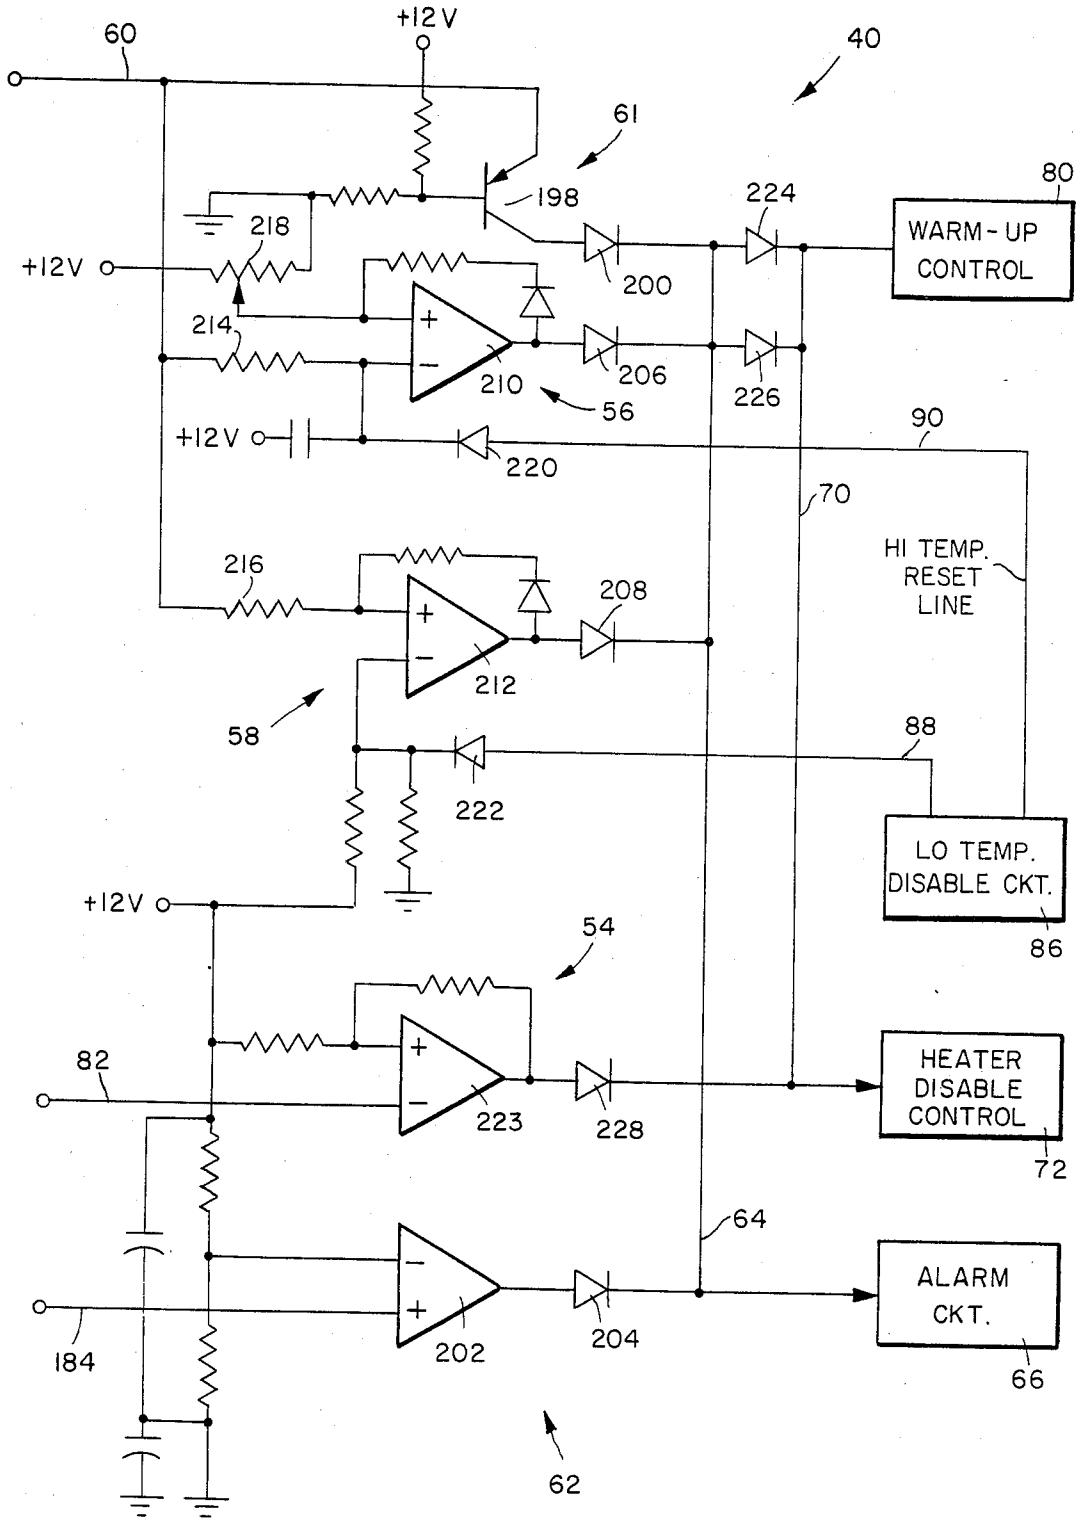 +12V
60
40
61
80
198
224
WARM-UP
CONTROL
218
+12V
200
214
210
206
226
56
+12V
220
90
70
HI TEMP.
RESET
LINE
216
208
212
58
88
222
LO TEMP.
DISABLE CKT.
+12V
86
54
82
HEATER
DISABLE
CONTROL
223
228
72
64
ALARM
CKT.
184
202
204
66
62
+
−
+
−
+
−
−
+